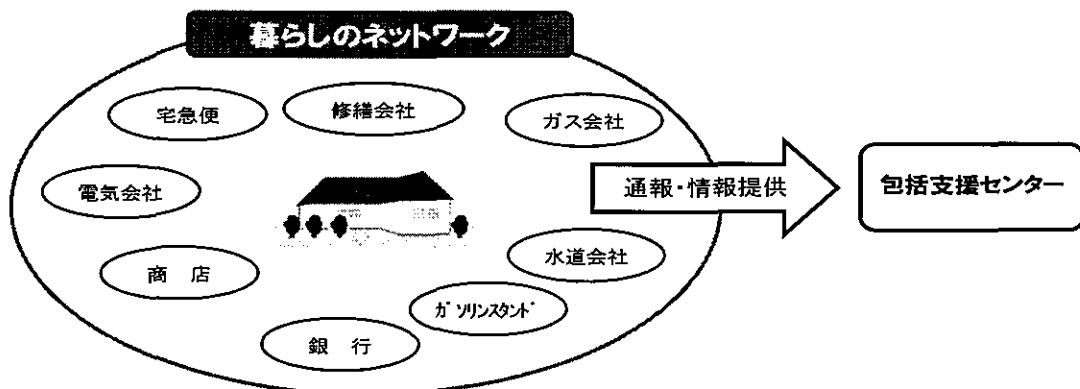 暮らしのネットワーク
宅急便
修繕会社
ガス会社
電気会社
通報・情報提供
包括支援センター
商　店
水道会社
ｶﾞｿﾘﾝｽﾀﾝﾄﾞ
銀　行